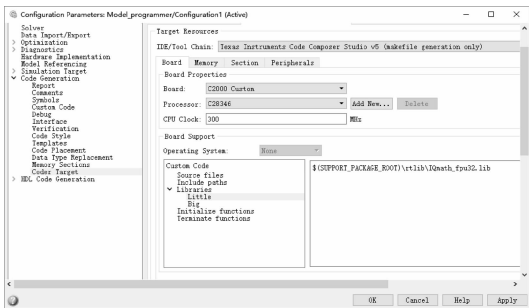 Configuration Parameters: Model_programmer/Configuration1 (Active)
Solver
Data Import/Export
Optimization
Diagnostics
Hardware Implementation
Model Referencing
Simulation Target
Code Generation
Report
Comments
Symbols
Custom Code
Debug
Interface
Verification
Code Style
Templates
Code Placement
Data Type Replacement
Memory Sections
Coder Target
HDL Code Generation
Target Resources
IDE/Tool Chain: Texas Instruments Code Composer Studio v5 (makefile generation only)
Board Memory Section Peripherals
Board Properties
Board: C2000 Custom
Processor: C28346 Add New... Delete
CPU Clock: 300 MHz
Board Support
Operating System: None
Custom Code
Source files
Include paths
Libraries
Little
Big
Initialize functions
Terminate functions
$(SUPPORT_PACKAGE_ROOT)\rtlib\IQmath_fpu32.lib
OK Cancel Help Apply